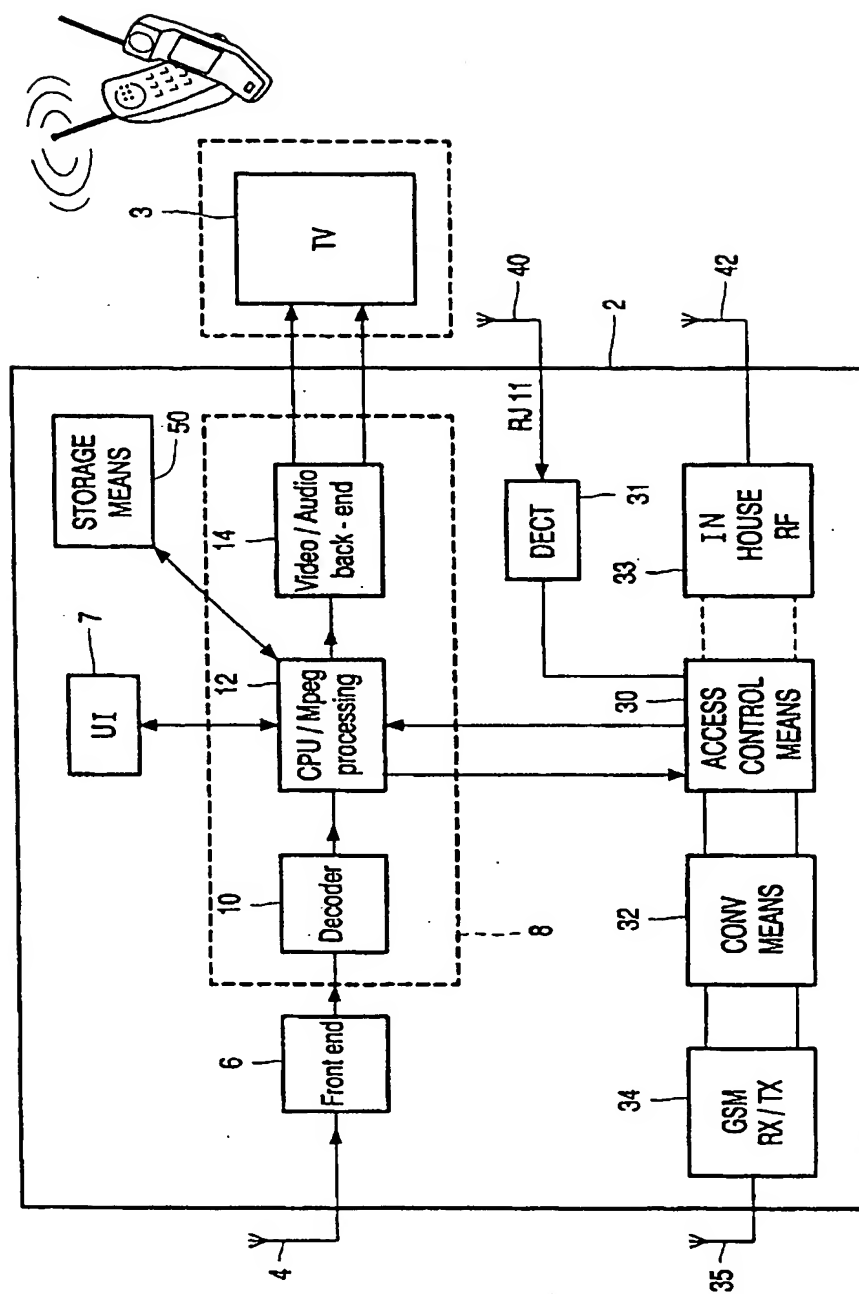 3
TV
40
2
42
STORAGE
MEANS
50
14
Video / Audio
back - end
RJ 11
DECT
31
IN
HOUSE
RF
33
7
UI
12
CPU / Mpeg
processing
30
ACCESS
CONTROL
MEANS
10
Decoder
8
32
CONV
MEANS
6
Front end
34
GSM
RX / TX
4
35